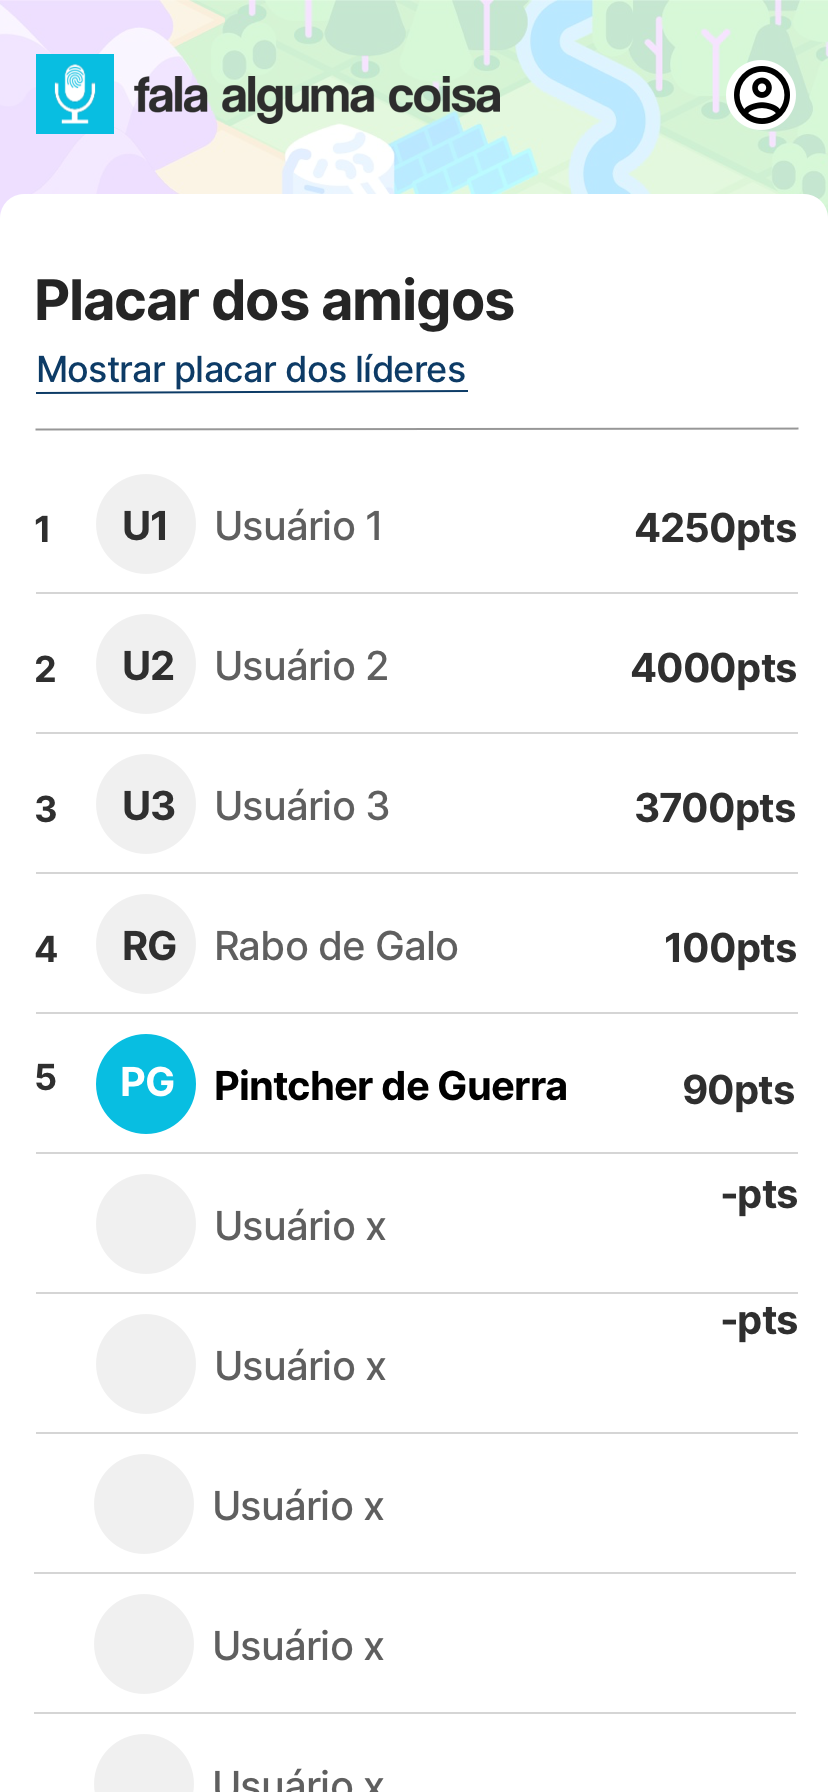 fala alguma coisa
Placar dos amigos
Mostrar placar dos líderes
1 U1 Usuário 1 4250pts
2 U2 Usuário 2 4000pts
3 U3 Usuário 3 3700pts
4 RG Rabo de Galo 100pts
5 PG Pintcher de Guerra 90pts
Usuário x -pts
Usuário x -pts
Usuário x
Usuário x
Usuário x